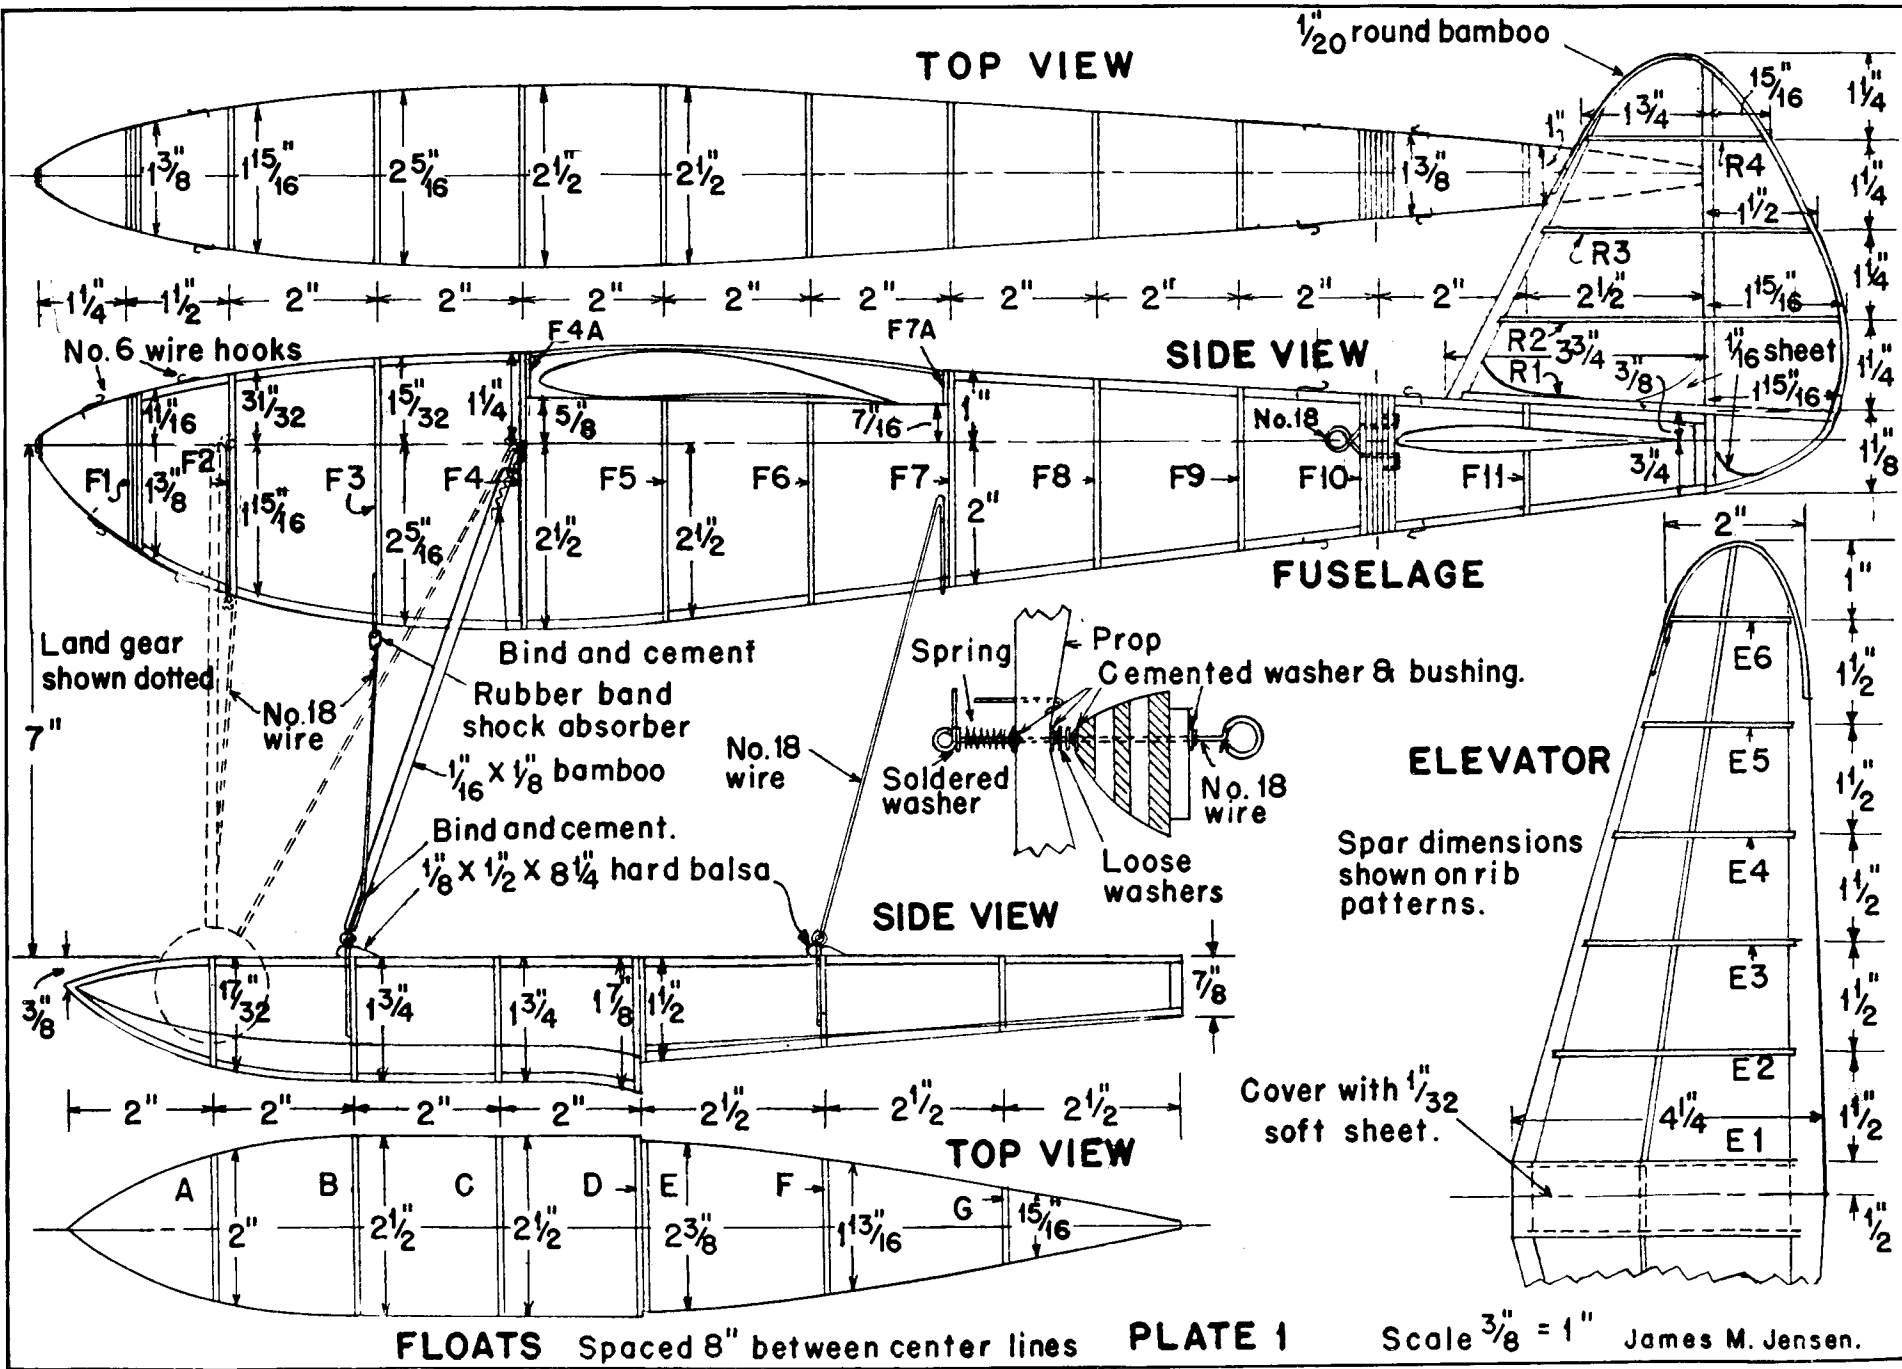 1/20" round bamboo
TOP VIEW
1 3/4"
15/16"
1 1/4"
1"
1 3/8"
1 15/16"
2 5/16"
2 1/2"
2 1/2"
1 3/8"
R4
1 1/4"
1 1/2"
R3
1 1/4"
1 1/4"
1 1/2"
2"
2"
2"
2"
2"
2"
2"
2"
2"
2 1/2"
1 15/16"
F4A
F7A
No. 6 wire hooks
SIDE VIEW
R2
3 3/4"
1/16" sheet
1 1/4"
R1
3/8"
1 15/16"
1 1/16"
31/32"
1 5/32"
1 1/4"
5/8"
7/16"
1"
No. 18
1 1/8"
F1
F2
F3
F4
F5
F6
F7
F8
F9
F10
F11
3/4"
1 3/8"
1 15/16"
2 5/16"
2 1/2"
2 1/2"
2"
2"
FUSELAGE
1"
Land gear
shown dotted
Bind and cement
Spring
Prop
Cemented washer & bushing.
E6
1 1/2"
No. 18
wire
Rubber band
shock absorber
7"
No. 18
wire
1/16" X 1/8" bamboo
Soldered
washer
No. 18
wire
ELEVATOR
E5
1 1/2"
Bind and cement.
1/8" X 1/2" X 8 1/4" hard balsa
Loose
washers
Spar dimensions
shown on rib
patterns.
E4
1 1/2"
SIDE VIEW
3/8"
17/32"
1 3/4"
1 3/4"
1 7/8"
1 1/2"
7/8"
E3
1 1/2"
E2
2"
2"
2"
2"
2 1/2"
2 1/2"
2 1/2"
Cover with 1/32"
soft sheet.
4 1/4"
1 1/2"
E1
TOP VIEW
A
B
C
D
E
F
G
2"
2 1/2"
2 1/2"
2 3/8"
1 13/16"
15/16"
1 1/2"
FLOATS Spaced 8" between center lines
PLATE 1
Scale 3/8" = 1"
James M. Jensen.